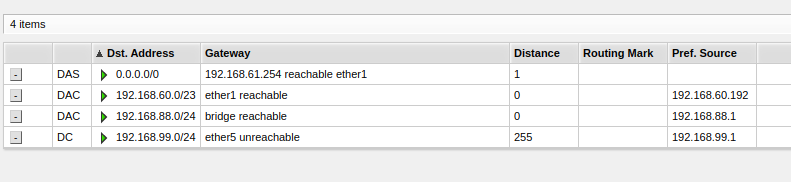 4 items
Dst. Address Gateway Distance Routing Mark Pref. Source
- DAS 0.0.0.0/0 192.168.61.254 reachable ether1 1
- DAC 192.168.60.0/23 ether1 reachable 0 192.168.60.192
- DAC 192.168.88.0/24 bridge reachable 0 192.168.88.1
- DC 192.168.99.0/24 ether5 unreachable 255 192.168.99.1